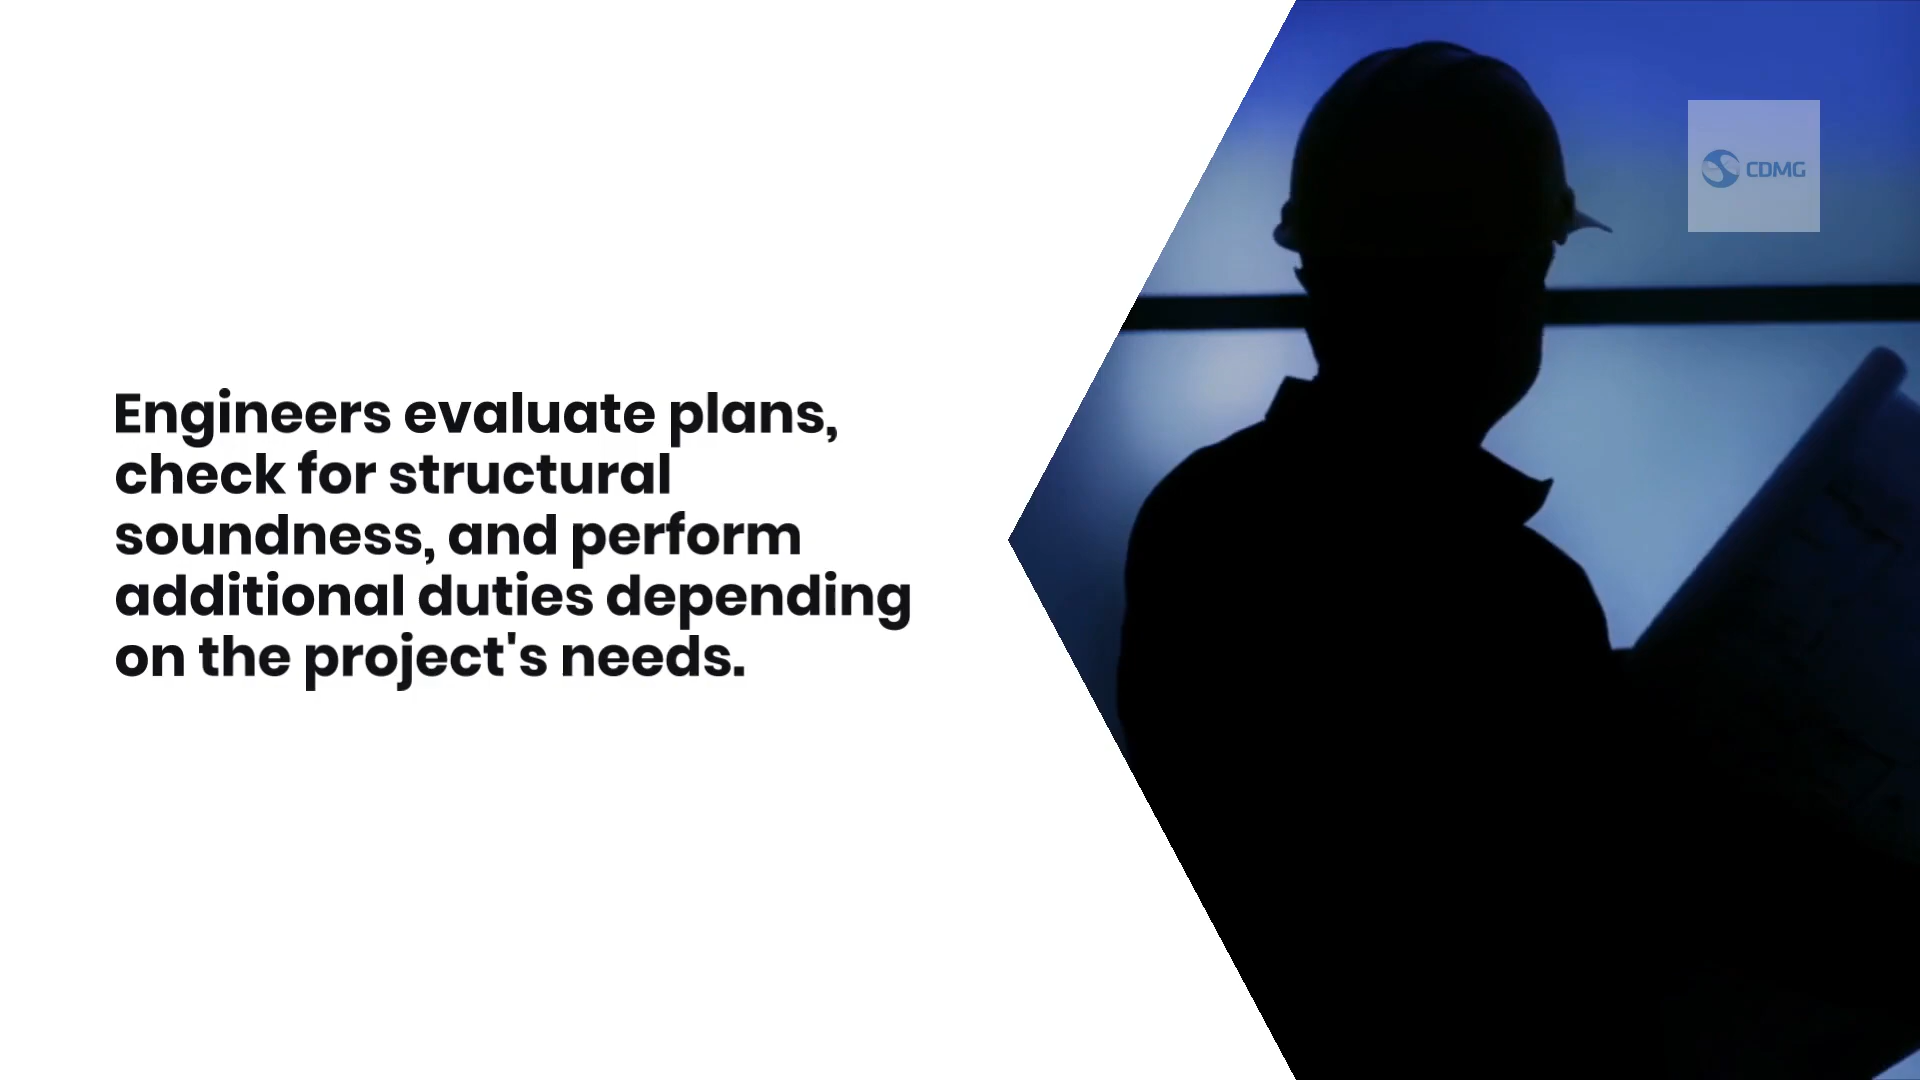 Engineers evaluate plans,
check for structural
soundness, and perform
additional duties depending
on the project's needs.
CDMG